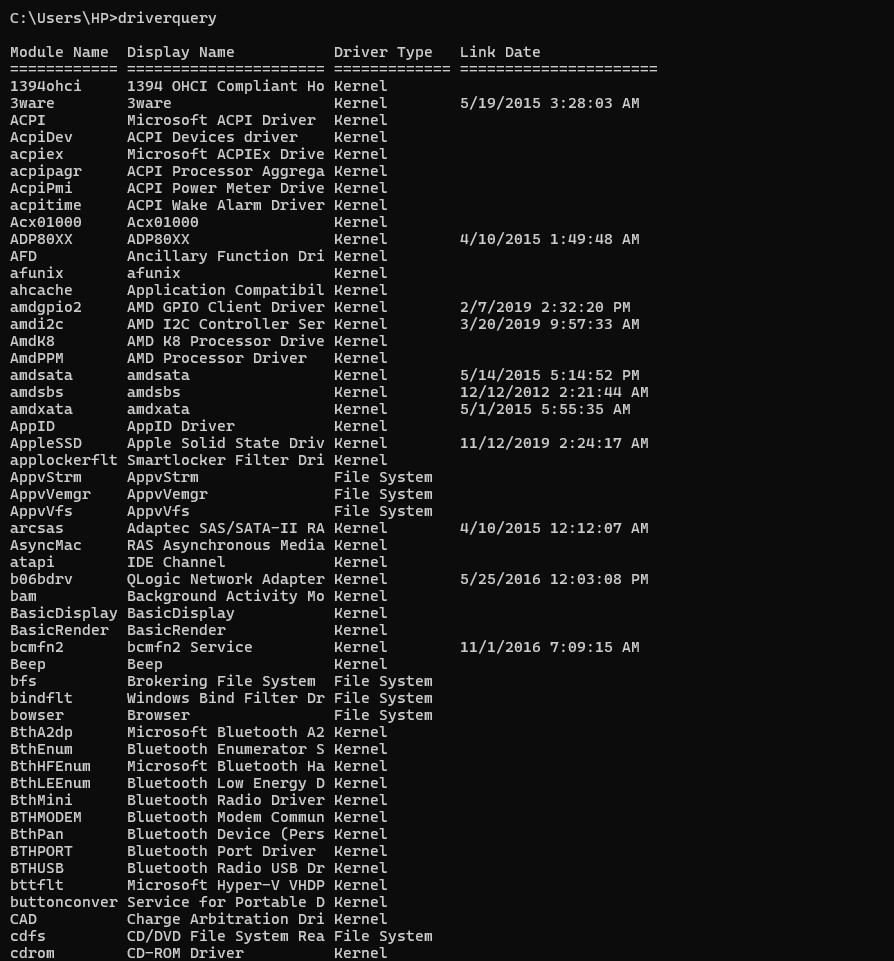 C:\Users\HP>driverquery
Module Name  Display Name           Driver Type   Link Date
============ ====================== ============= ======================
1394ohci     1394 OHCI Compliant Ho Kernel
3ware        3ware                  Kernel        5/19/2015 3:28:03 AM
ACPI         Microsoft ACPI Driver  Kernel
AcpiDev      ACPI Devices driver    Kernel
acpiex       Microsoft ACPIEx Drive Kernel
acpipagr     ACPI Processor Aggrega Kernel
AcpiPmi      ACPI Power Meter Drive Kernel
acpitime     ACPI Wake Alarm Driver Kernel
Acx01000     Acx01000               Kernel
ADP80XX      ADP80XX                Kernel        4/10/2015 1:49:48 AM
AFD          Ancillary Function Dri Kernel
afunix       afunix                 Kernel
ahcache      Application Compatibil Kernel
amdgpio2     AMD GPIO Client Driver Kernel        2/7/2019 2:32:20 PM
amdi2c       AMD I2C Controller Ser Kernel        3/20/2019 9:57:33 AM
AmdK8        AMD K8 Processor Drive Kernel
AmdPPM       AMD Processor Driver   Kernel
amdsata      amdsata                Kernel        5/14/2015 5:14:52 PM
amdsbs       amdsbs                 Kernel        12/12/2012 2:21:44 AM
amdxata      amdxata                Kernel        5/1/2015 5:55:35 AM
AppID        AppID Driver           Kernel
AppleSSD     Apple Solid State Driv Kernel        11/12/2019 2:24:17 AM
applockerflt Smartlocker Filter Dri Kernel
AppvStrm     AppvStrm               File System
AppvVemgr    AppvVemgr              File System
AppvVfs      AppvVfs                File System
arcsas       Adaptec SAS/SATA-II RA Kernel        4/10/2015 12:12:07 AM
AsyncMac     RAS Asynchronous Media Kernel
atapi        IDE Channel            Kernel
b06bdrv      QLogic Network Adapter Kernel        5/25/2016 12:03:08 PM
bam          Background Activity Mo Kernel
BasicDisplay BasicDisplay           Kernel
BasicRender  BasicRender            Kernel
bcmfn2       bcmfn2 Service         Kernel        11/1/2016 7:09:15 AM
Beep         Beep                   Kernel
bfs          Brokering File System  File System
bindflt      Windows Bind Filter Dr File System
bowser       Browser                File System
BthA2dp      Microsoft Bluetooth A2 Kernel
BthEnum      Bluetooth Enumerator S Kernel
BthHFEnum    Microsoft Bluetooth Ha Kernel
BthLEEnum    Bluetooth Low Energy D Kernel
BthMini      Bluetooth Radio Driver Kernel
BTHMODEM     Bluetooth Modem Commun Kernel
BthPan       Bluetooth Device (Pers Kernel
BTHPORT      Bluetooth Port Driver  Kernel
BTHUSB       Bluetooth Radio USB Dr Kernel
bttflt       Microsoft Hyper-V VHDP Kernel
buttonconver Service for Portable D Kernel
CAD          Charge Arbitration Dri Kernel
cdfs         CD/DVD File System Rea File System
cdrom        CD-ROM Driver          Kernel